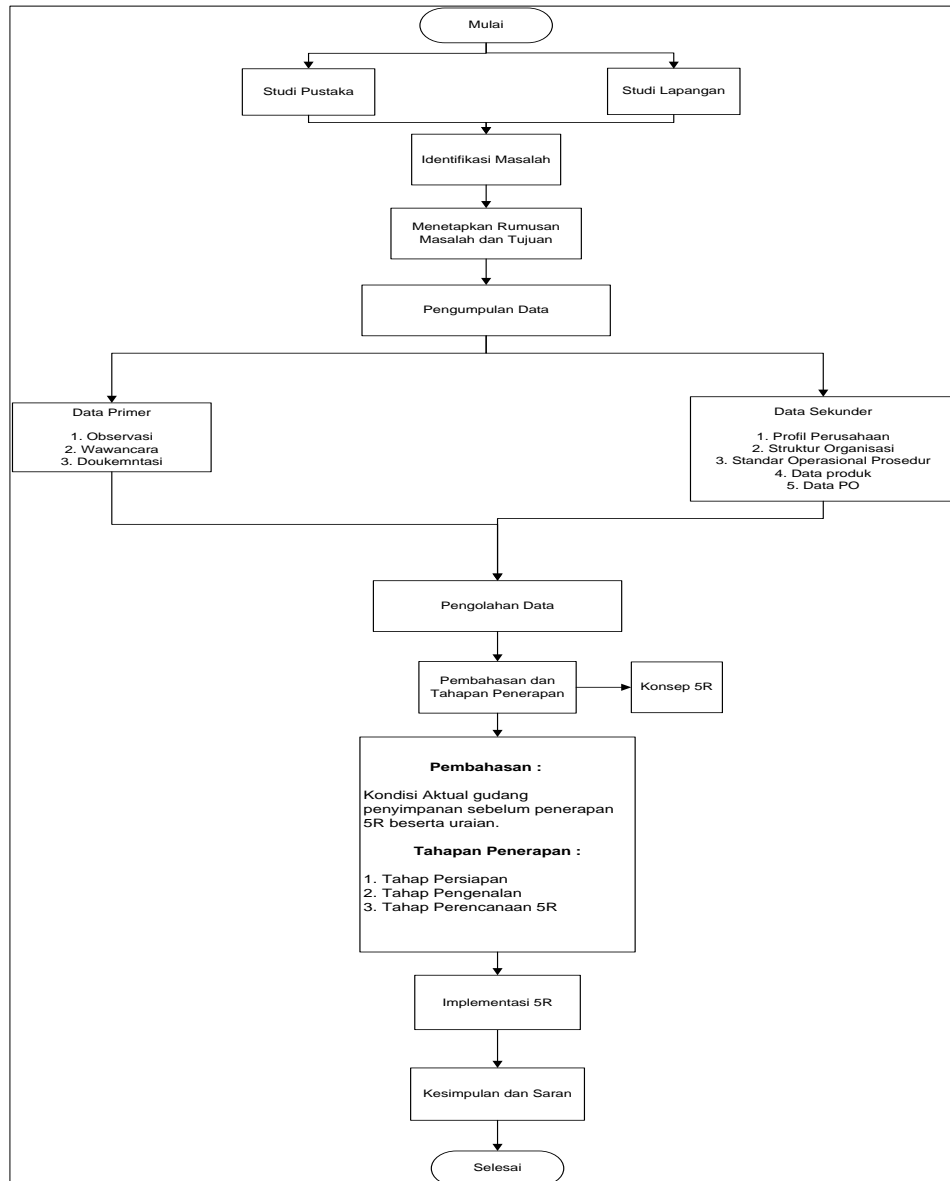 Mulai
Studi Pustaka
Studi Lapangan
Identifikasi Masalah
Menetapkan Rumusan
Masalah dan Tujuan
Pengumpulan Data
Data Primer
1. Observasi
2. Wawancara
3. Doukemntasi
Data Sekunder
1. Profil Perusahaan
2. Struktur Organisasi
3. Standar Operasional Prosedur
4. Data produk
5. Data PO
Pengolahan Data
Pembahasan dan
Tahapan Penerapan
Konsep 5R
Pembahasan :
Kondisi Aktual gudang
penyimpanan sebelum penerapan
5R beserta uraian.
Tahapan Penerapan :
1. Tahap Persiapan
2. Tahap Pengenalan
3. Tahap Perencanaan 5R
Implementasi 5R
Kesimpulan dan Saran
Selesai